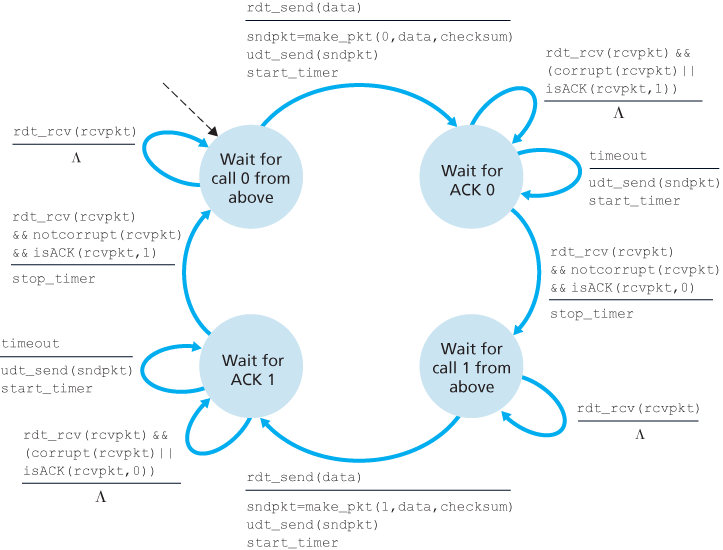 rdt_send(data)
sndpkt=make_pkt(0,data,checksum)
udt_send(sndpkt)
start_timer
rdt_rcv(rcvpkt) &&
(corrupt(rcvpkt)||
isACK(rcvpkt,1))
Λ
rdt_rcv(rcvpkt)
Λ
Wait for
call 0 from
above
Wait for
ACK 0
timeout
udt_send(sndpkt)
start_timer
rdt_rcv(rcvpkt)
&& notcorrupt(rcvpkt)
&& isACK(rcvpkt,1)
stop_timer
rdt_rcv(rcvpkt)
&& notcorrupt(rcvpkt)
&& isACK(rcvpkt,0)
stop_timer
timeout
udt_send(sndpkt)
start_timer
Wait for
ACK 1
Wait for
call 1 from
above
rdt_rcv(rcvpkt)
Λ
rdt_rcv(rcvpkt) &&
(corrupt(rcvpkt)||
isACK(rcvpkt,0))
Λ
rdt_send(data)
sndpkt=make_pkt(1,data,checksum)
udt_send(sndpkt)
start_timer